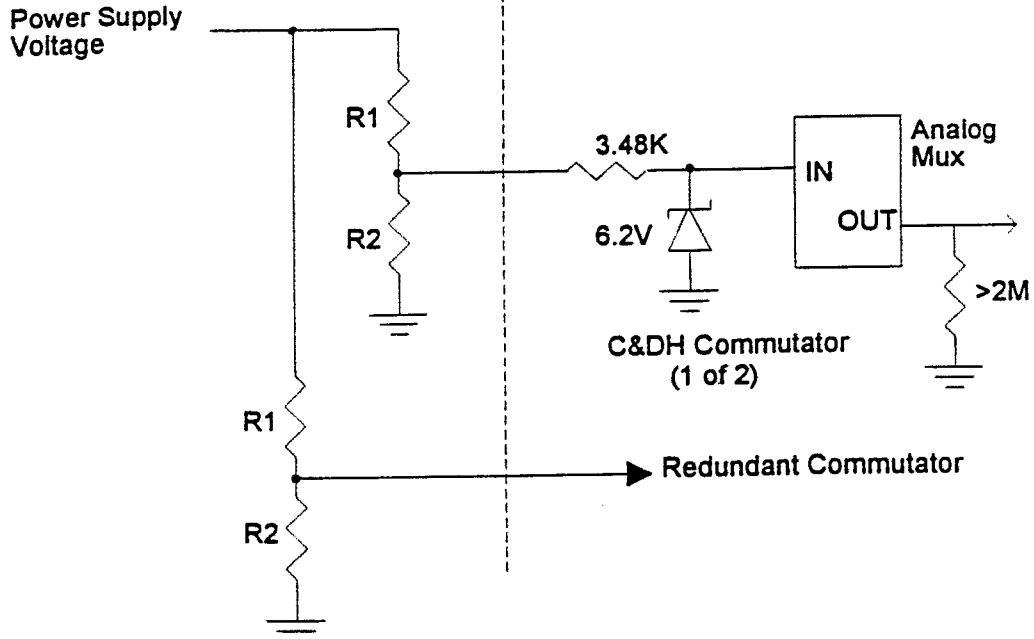 Power Supply
Voltage
R1
R2
3.48K
6.2V
IN
OUT
Analog
Mux
>2M
C&DH Commutator
(1 of 2)
R1
R2
Redundant Commutator